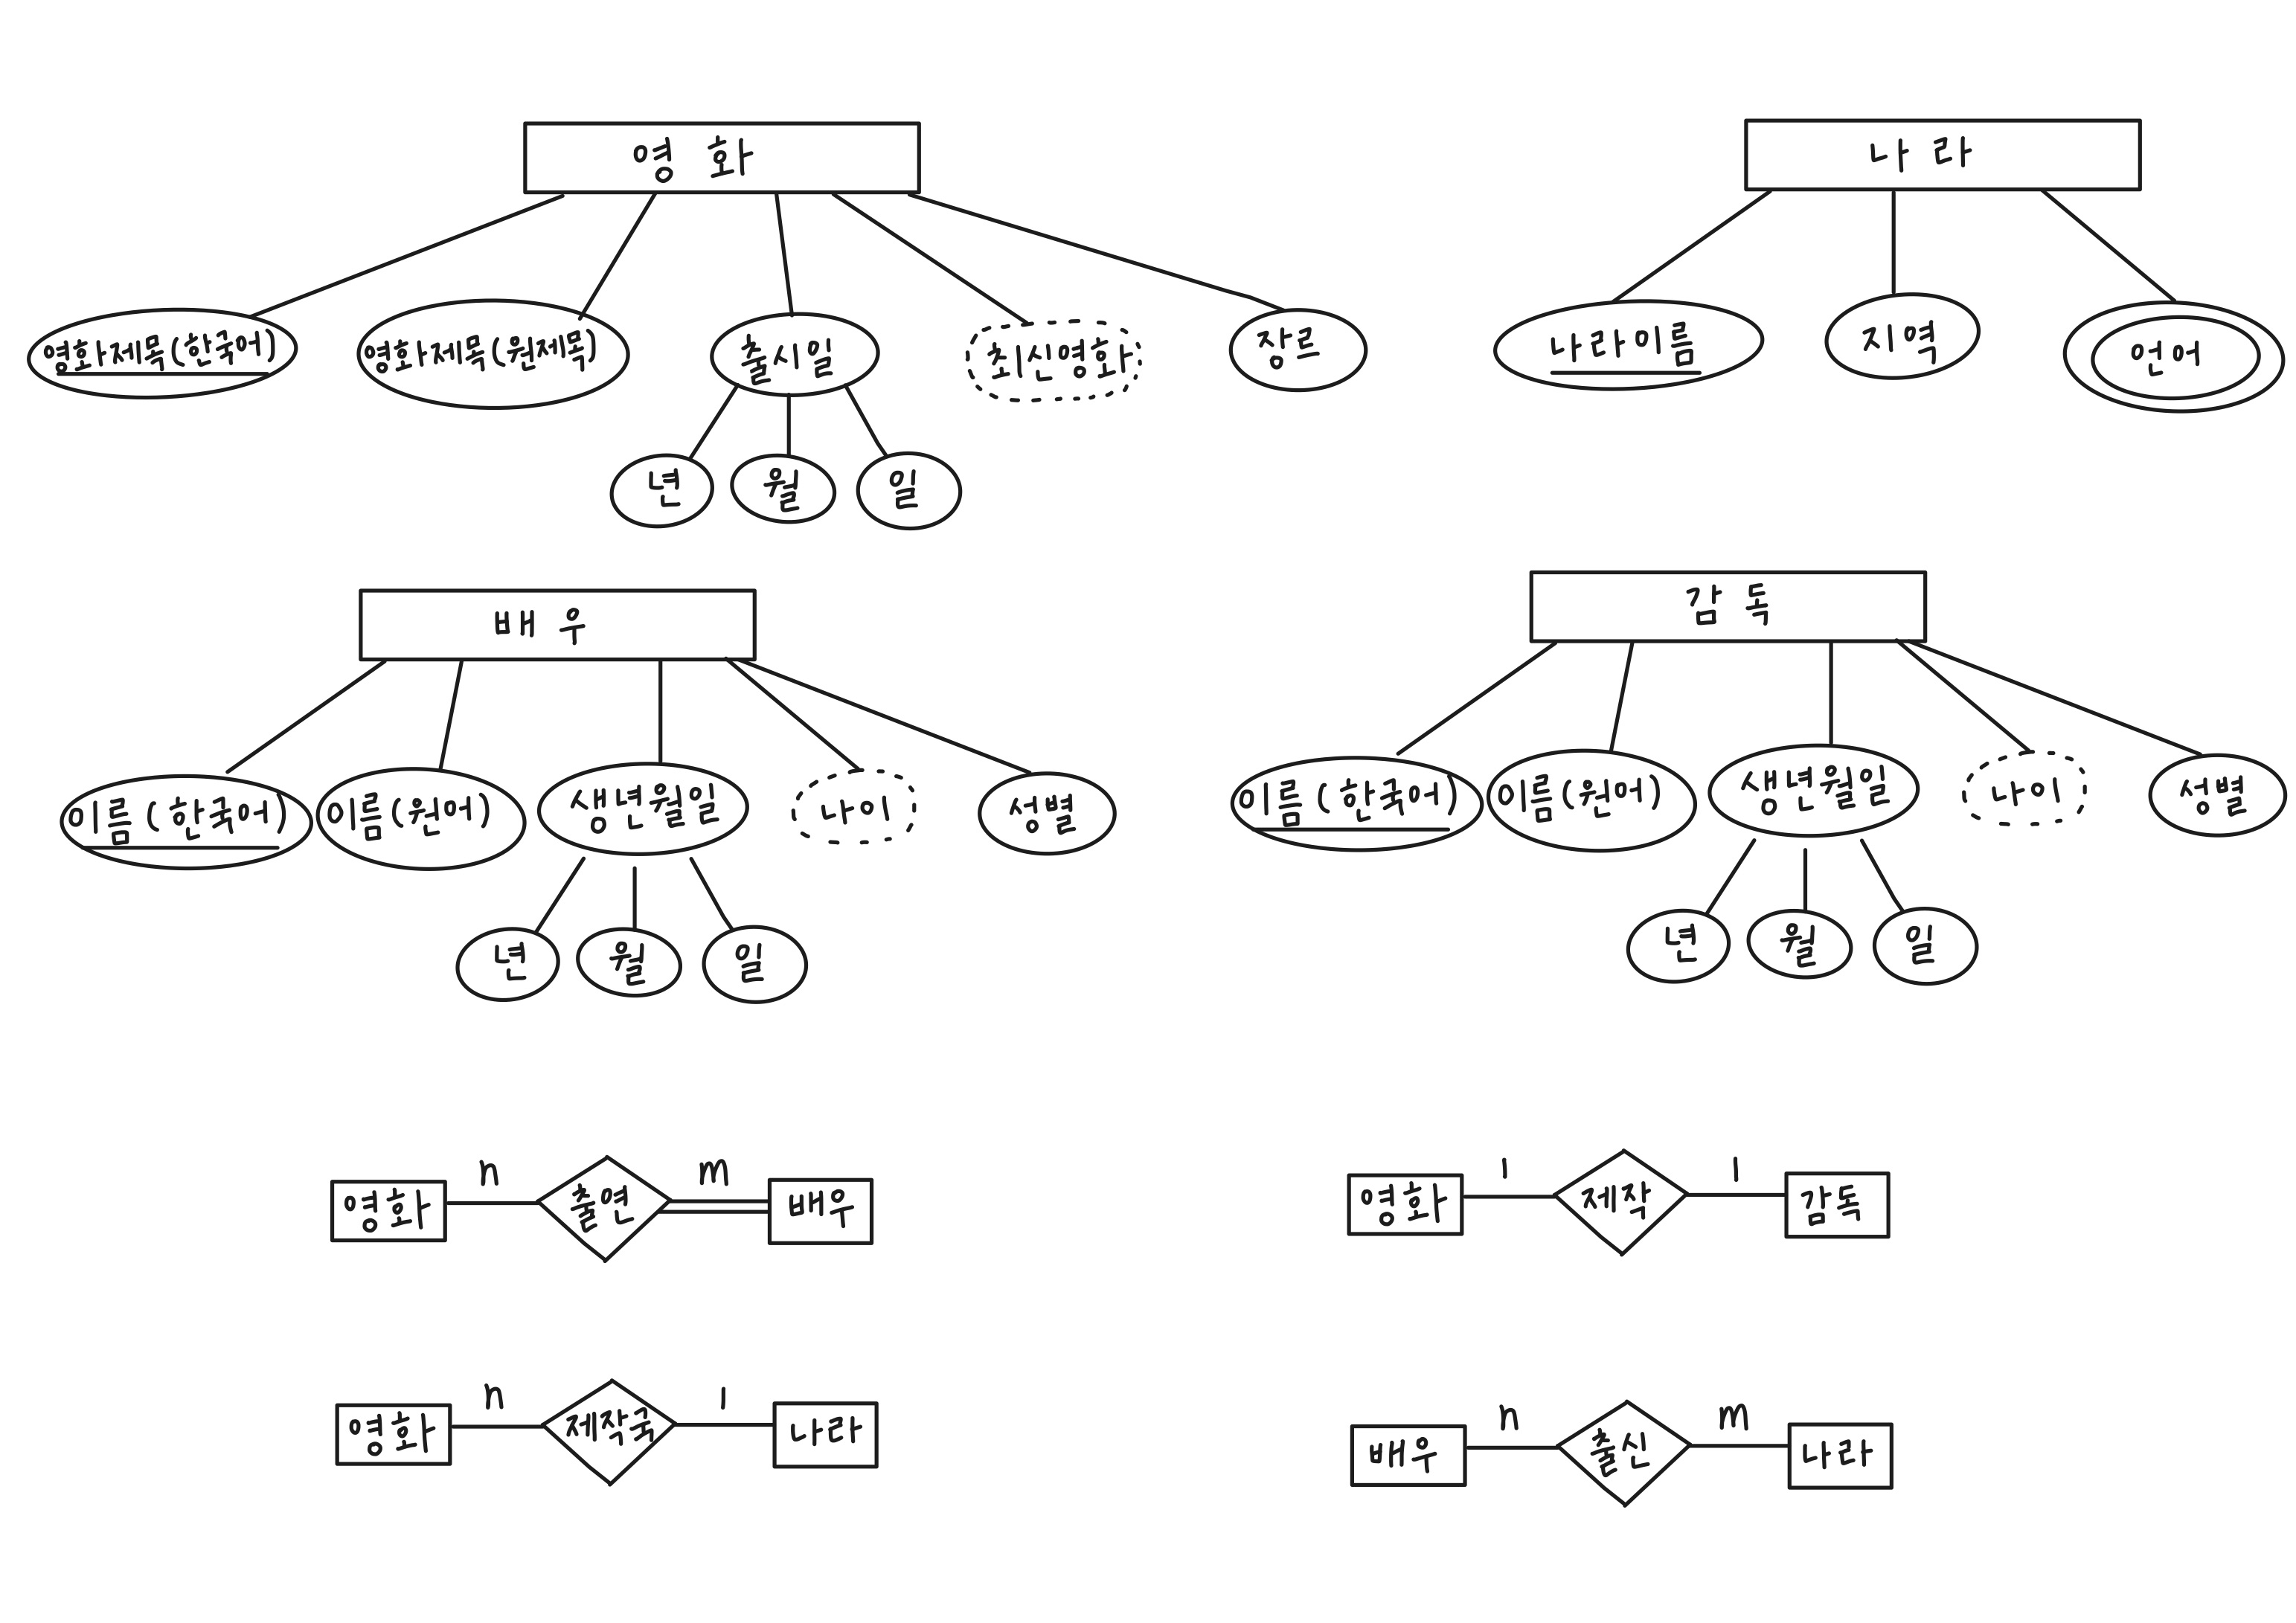 영화
나라
영화제목(한국어)
영화제목(원제목)
출시일
최신영화
장르
나라이름
지역
언어
년
월
일
배우
감독
이름(한국어)
이름(원어)
생년월일
나이
성별
이름(한국어)
이름(원어)
생년월일
나이
성별
년
월
일
년
월
일
영화
n
출연
m
배우
영화
1
제작
1
감독
영화
n
제작국
1
나라
배우
n
출신
m
나라